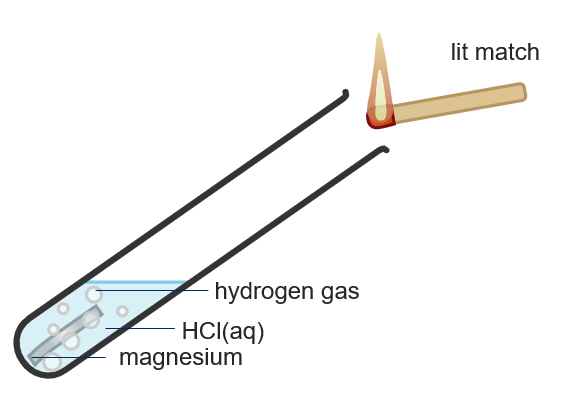 lit match
hydrogen gas
HCl(aq)
magnesium